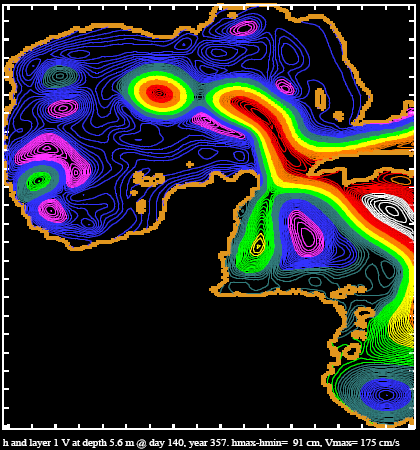 h and layer 1 V at depth 5.6 m @ day 140, year 357. hmax-hmin= 91 cm, Vmax= 175 cm/s